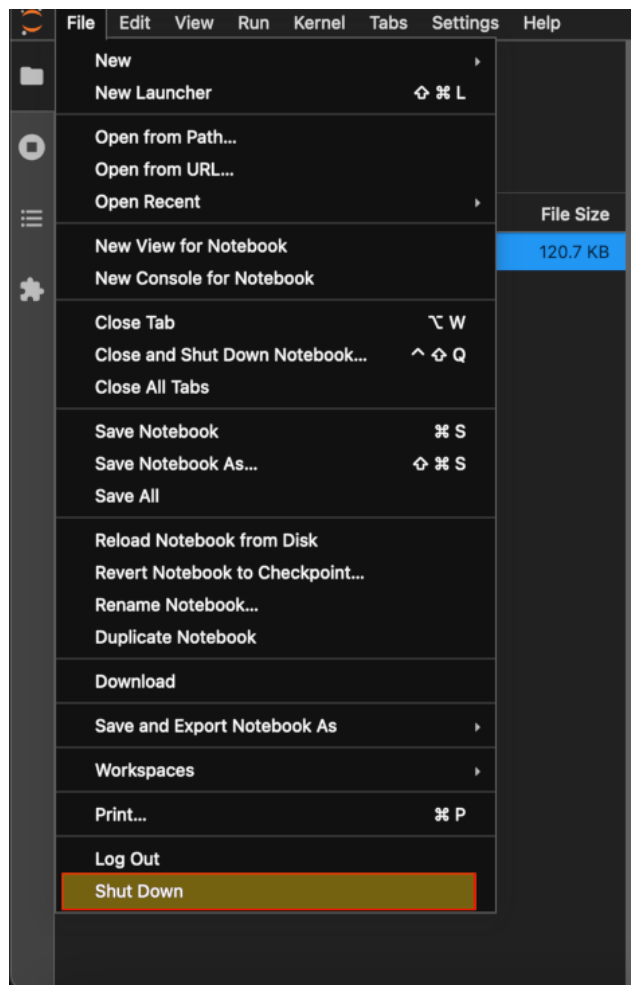 File Edit View Run Kernel Tabs Settings Help
New
New Launcher ⇧ ⌘ L
Open from Path...
Open from URL...
Open Recent
File Size
New View for Notebook
120.7 KB
New Console for Notebook
Close Tab ⌥ W
Close and Shut Down Notebook... ⌃ ⇧ Q
Close All Tabs
Save Notebook ⌘ S
Save Notebook As... ⇧ ⌘ S
Save All
Reload Notebook from Disk
Revert Notebook to Checkpoint...
Rename Notebook...
Duplicate Notebook
Download
Save and Export Notebook As
Workspaces
Print... ⌘ P
Log Out
Shut Down